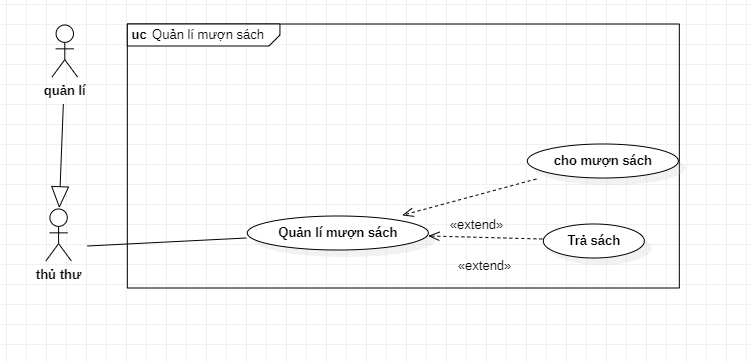 uc Quản lí mượn sách
quản lí
cho mượn sách
«extend»
Quản lí mượn sách
Trả sách
«extend»
thủ thư